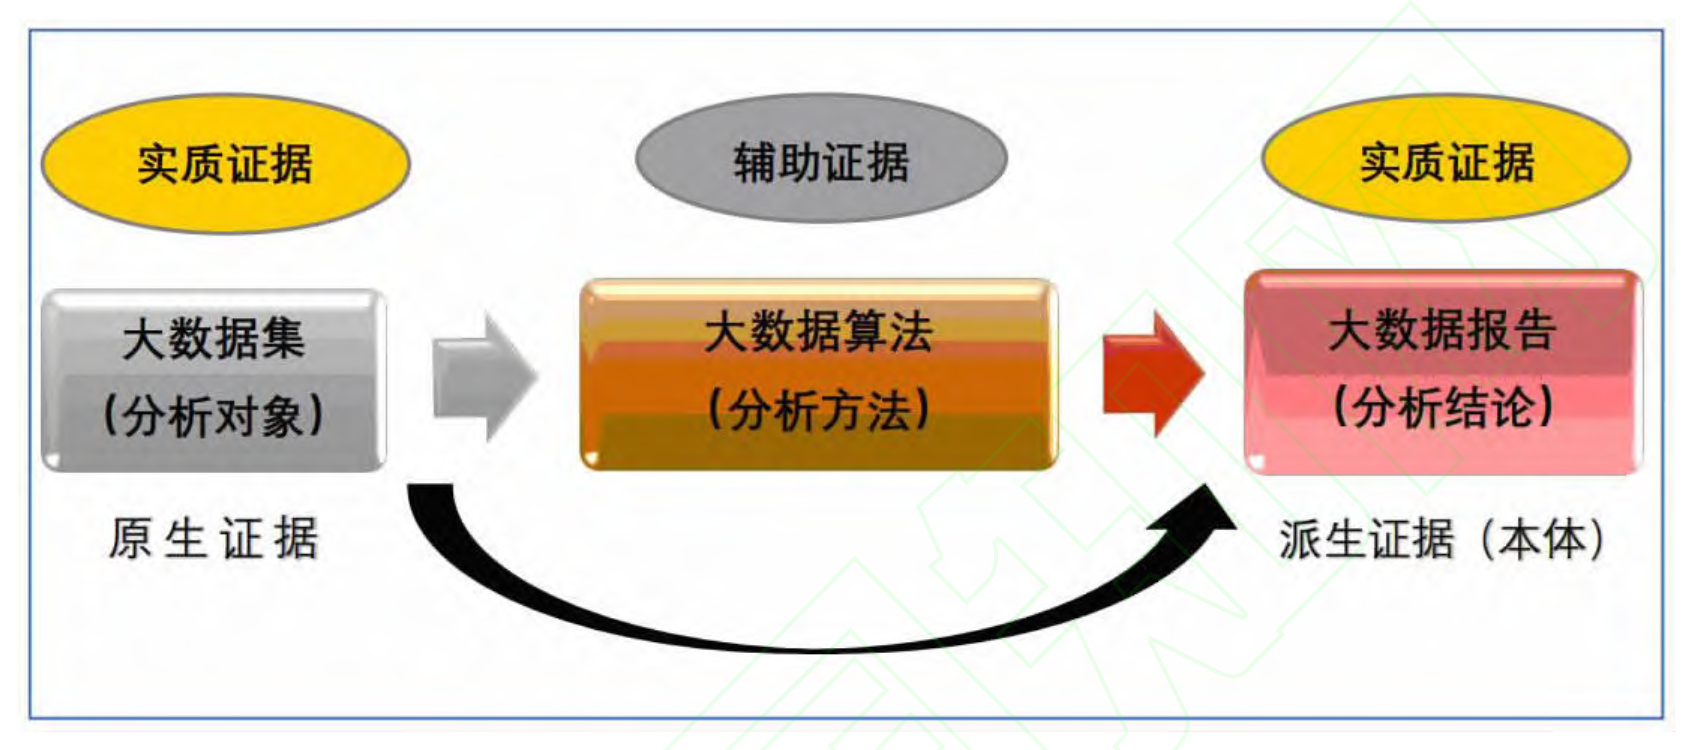 实质证据
辅助证据
实质证据
大数据集
(分析对象)
大数据算法
(分析方法)
大数据报告
(分析结论)
原生证据
派生证据（本体）